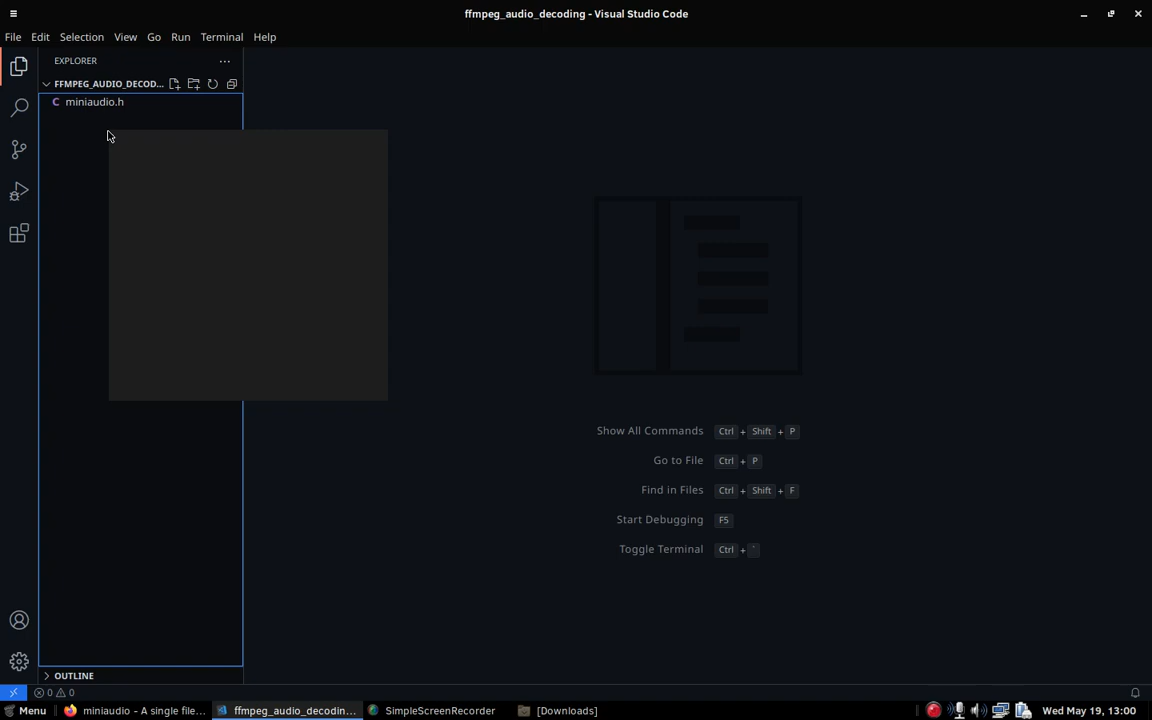 ffmpeg_audio_decoding - Visual Studio Code
File Edit Selection View Go Run Terminal Help
EXPLORER
FFMPEG_AUDIO_DECOD...
C miniaudio.h
Show All Commands Ctrl + Shift + P
Go to File Ctrl + P
Find in Files Ctrl + Shift + F
Start Debugging F5
Toggle Terminal Ctrl + `
OUTLINE
0 0
Menu miniaudio - A single file... ffmpeg_audio_decodin... SimpleScreenRecorder [Downloads] Wed May 19, 13:00